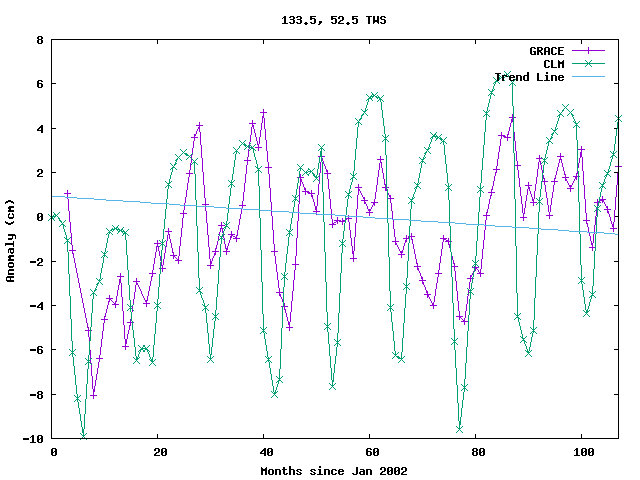 133.5, 52.5 TWS
GRACE
CLM
Trend Line
8
6
4
2
0
-2
-4
-6
-8
-10
Anomaly (cm)
0 20 40 60 80 100
Months since Jan 2002